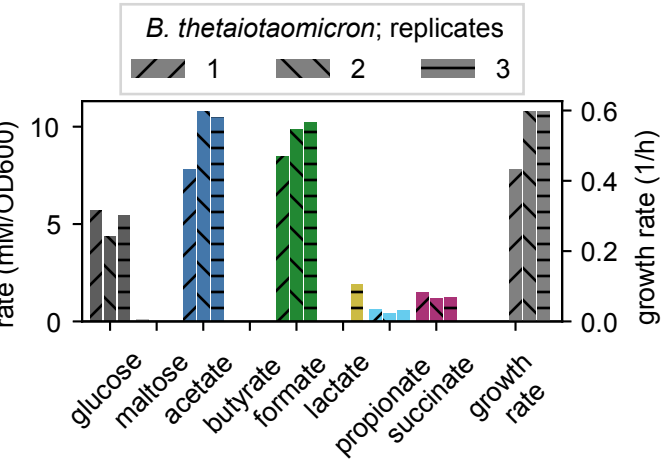 B. thetaiotaomicron; replicates
1 2 3
rate (mM/OD600)
10
5
0
0.6
0.4
0.2
0.0
growth rate (1/h)
glucose
maltose
acetate
butyrate
formate
lactate
propionate
succinate
growth
rate